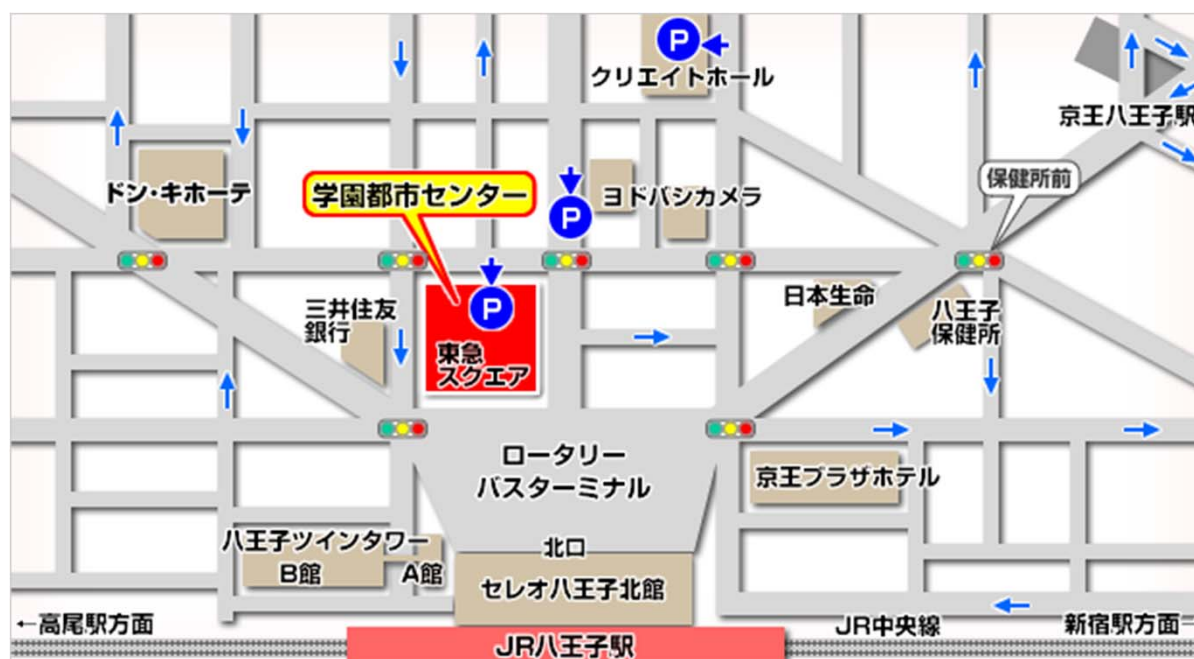 P
クリエイトホール
京王八王子駅
ドン・キホーテ
学園都市センター
P
ヨドバシカメラ
保健所前
三井住友
銀行
P
東急
スクエア
日本生命
八王子
保健所
ロータリー
バスターミナル
京王プラザホテル
八王子ツインタワー
B館
A館
北口
セレオ八王子北館
←高尾駅方面
JR八王子駅
JR中央線
新宿駅方面→